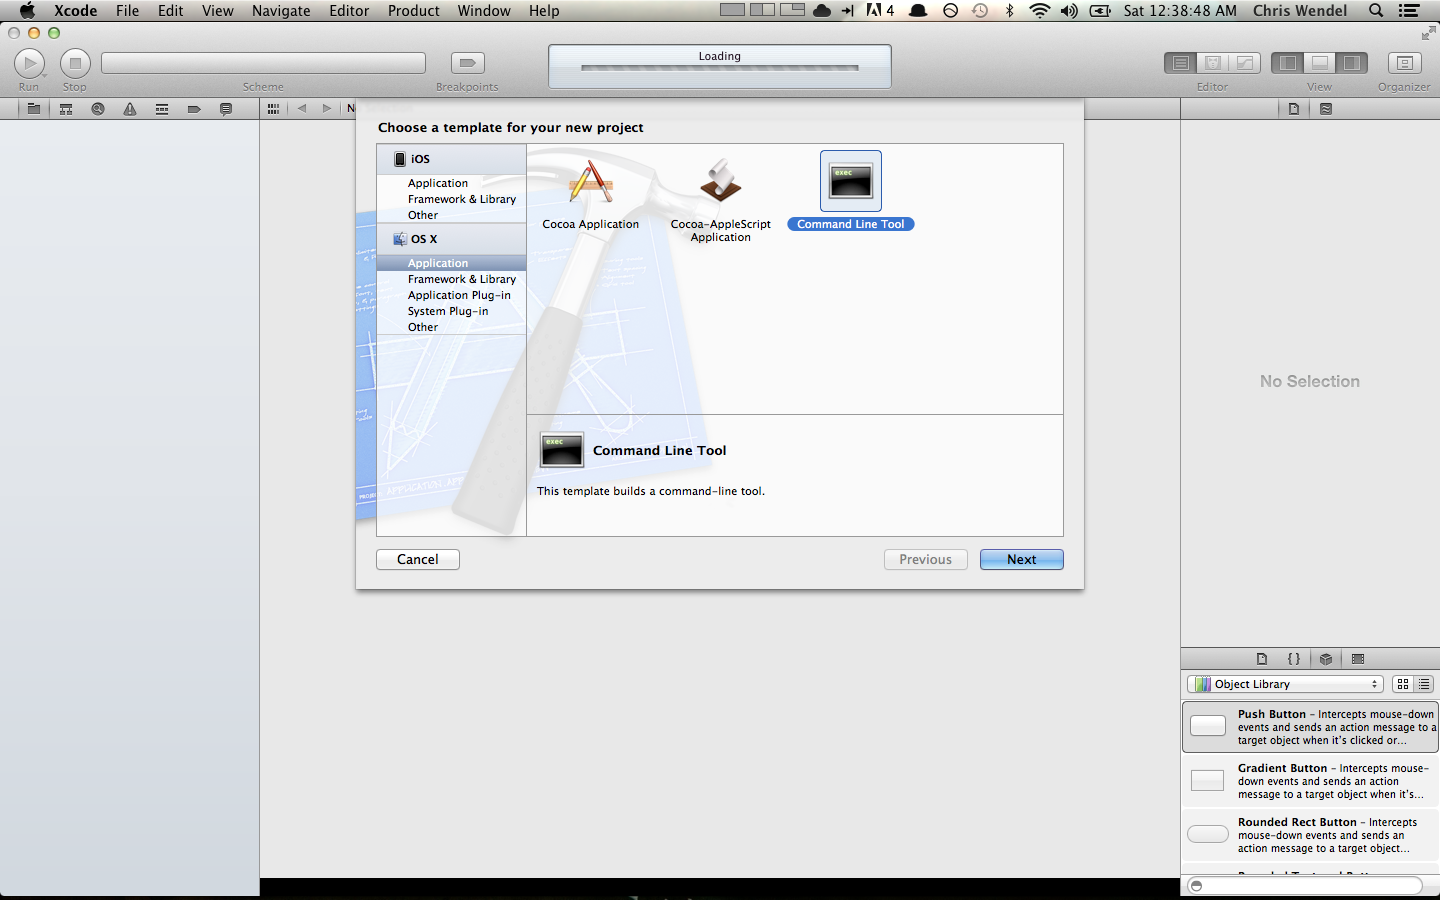 Xcode File Edit View Navigate Editor Product Window Help 4 Sat 12:38:48 AM Chris Wendel
Loading
Run Stop Scheme Breakpoints Editor View Organizer
Choose a template for your new project
iOS
Application
Framework & Library
Other
OS X
Application
Framework & Library
Application Plug-in
System Plug-in
Other
Cocoa Application
Cocoa-AppleScript
Application
exec
Command Line Tool
exec
Command Line Tool
This template builds a command-line tool.
Cancel
Previous
Next
No Selection
{ }
Object Library
Push Button - Intercepts mouse-down
events and sends an action message to a
target object when it's clicked or...
Gradient Button - Intercepts mouse-
down events and sends an action
message to a target object when it's...
Rounded Rect Button - Intercepts
mouse-down events and sends an
action message to a target object...